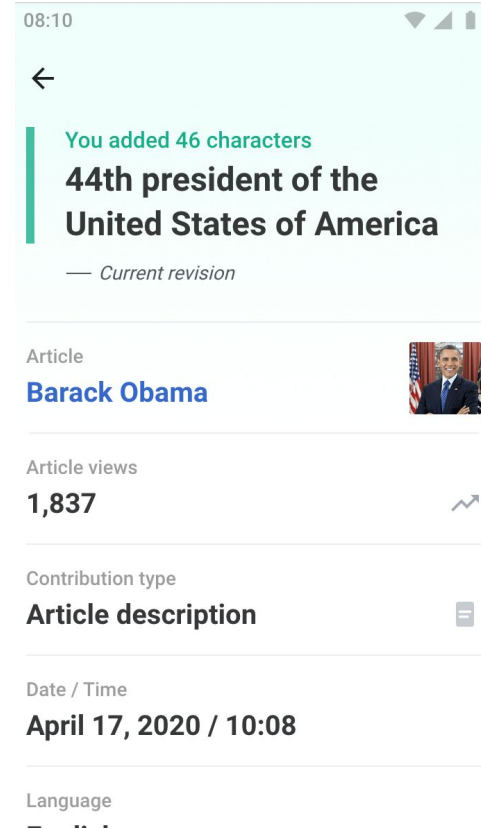 08:10
You added 46 characters
44th president of the
United States of America
— Current revision
Article
Barack Obama
Article views
1,837
Contribution type
Article description
Date / Time
April 17, 2020 / 10:08
Language